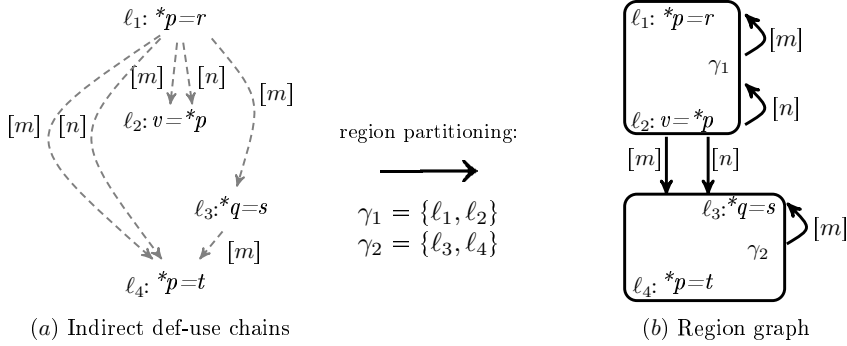 ℓ₁: *p=r
[m]
[n]
[m]
[m]
[n]
ℓ₂: v=*p
ℓ₃:*q=s
[m]
ℓ₄: *p=t
(a) Indirect def-use chains
region partitioning:
γ₁ = {ℓ₁, ℓ₂}
γ₂ = {ℓ₃, ℓ₄}
ℓ₁: *p=r
[m]
γ₁
[n]
ℓ₂: v=*p
[m]
[n]
ℓ₃:*q=s
[m]
γ₂
ℓ₄: *p=t
(b) Region graph